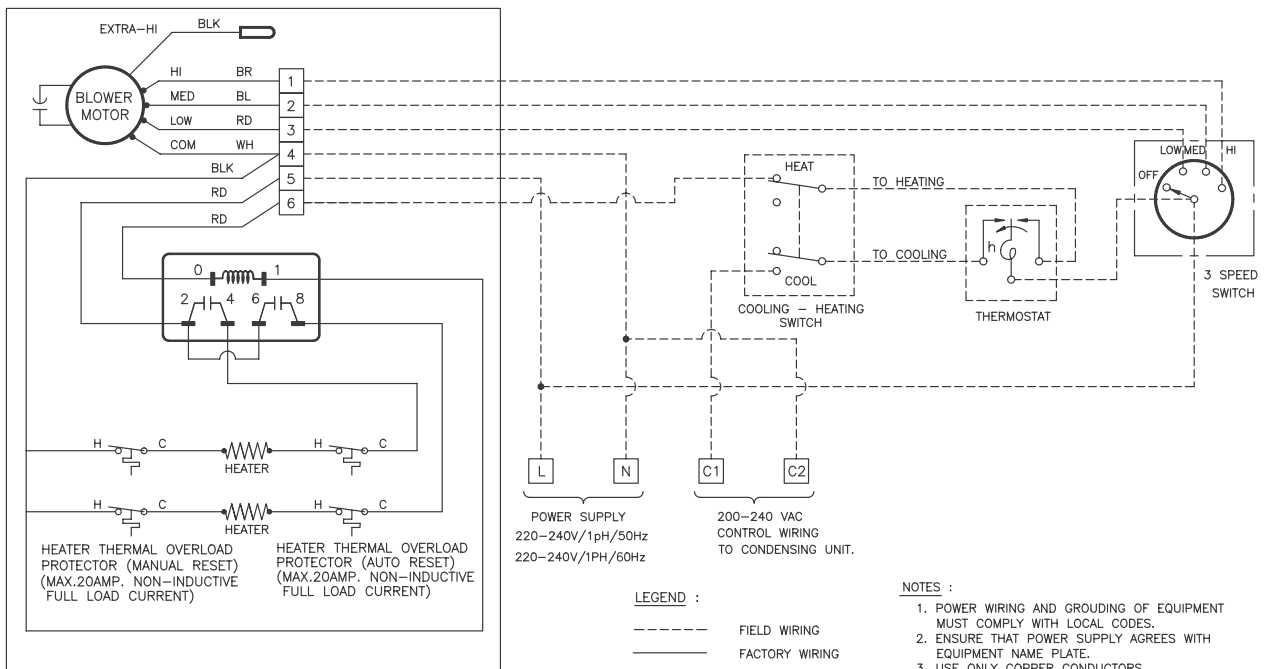 EXTRA-HI BLK
BLOWER
MOTOR
HI BR 1
MED BL 2
LOW RD 3
COM WH 4
BLK 5
RD 6
RD
0 1
2 4 6 8
H C H C
HEATER
H C H C
HEATER
HEATER THERMAL OVERLOAD
PROTECTOR (MANUAL RESET)
(MAX.20AMP. NON-INDUCTIVE
FULL LOAD CURRENT)
HEATER THERMAL OVERLOAD
PROTECTOR (AUTO RESET)
(MAX.20AMP. NON-INDUCTIVE
FULL LOAD CURRENT)
HEAT
TO HEATING
TO COOLING
COOL
COOLING - HEATING
SWITCH
h
THERMOSTAT
LOW MED HI
OFF
3 SPEED
SWITCH
L N C1 C2
POWER SUPPLY
220-240V/1pH/50Hz
220-240V/1PH/60Hz
200-240 VAC
CONTROL WIRING
TO CONDENSING UNIT.
LEGEND :
FIELD WIRING
FACTORY WIRING
NOTES :
1. POWER WIRING AND GROUNDING OF EQUIPMENT
MUST COMPLY WITH LOCAL CODES.
2. ENSURE THAT POWER SUPPLY AGREES WITH
EQUIPMENT NAME PLATE.
3. USE ONLY COPPER CONDUCTORS